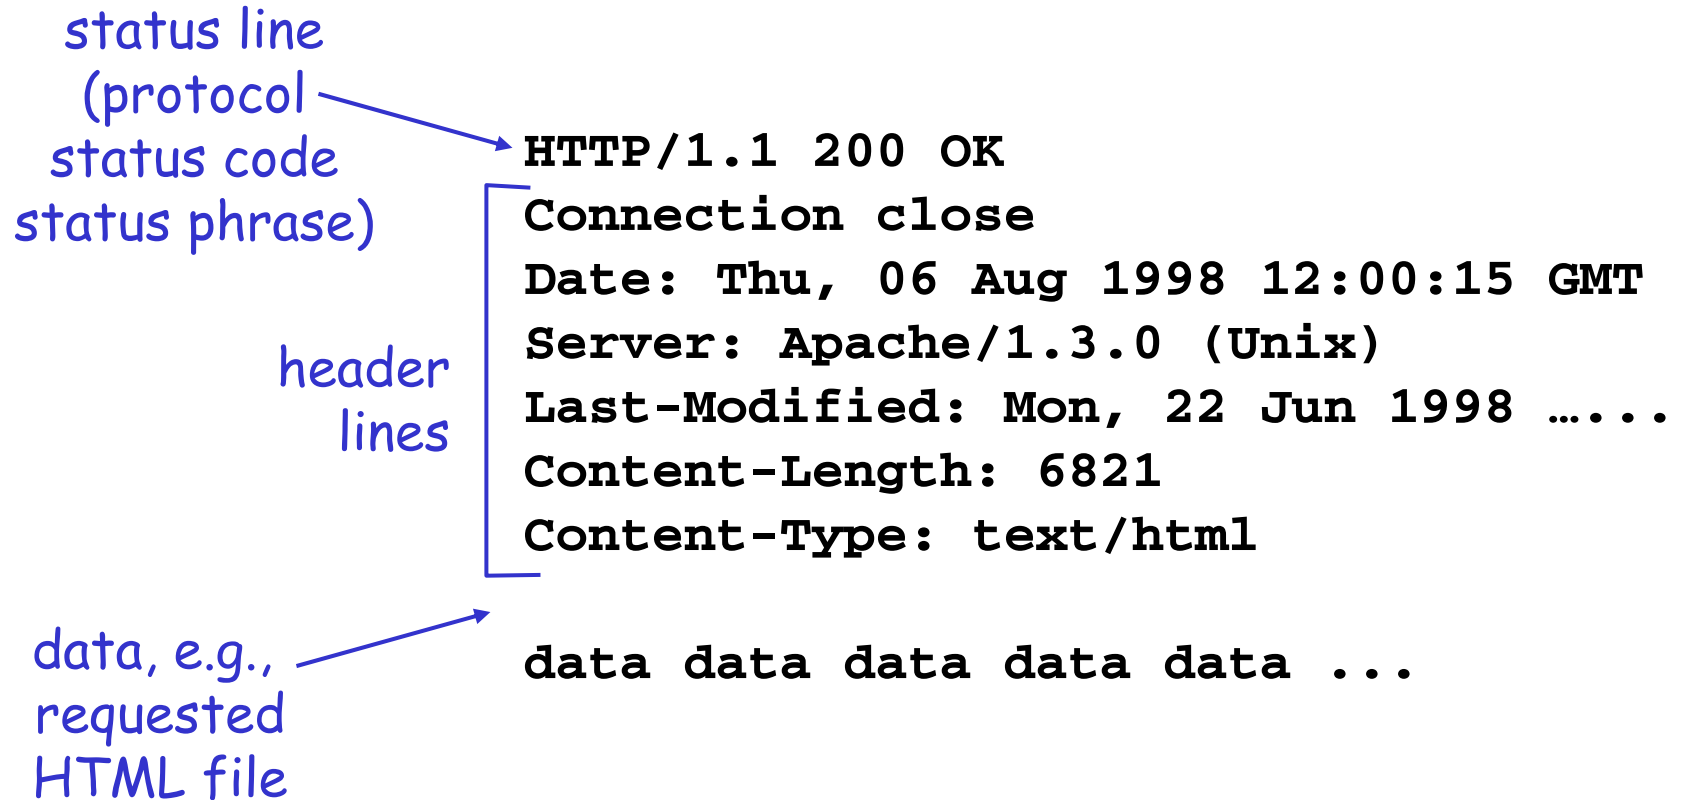 status line
(protocol
status code
status phrase)
HTTP/1.1 200 OK
Connection close
Date: Thu, 06 Aug 1998 12:00:15 GMT
Server: Apache/1.3.0 (Unix)
Last-Modified: Mon, 22 Jun 1998 …...
Content-Length: 6821
Content-Type: text/html
header
lines
data, e.g.,
requested
HTML file
data data data data data ...